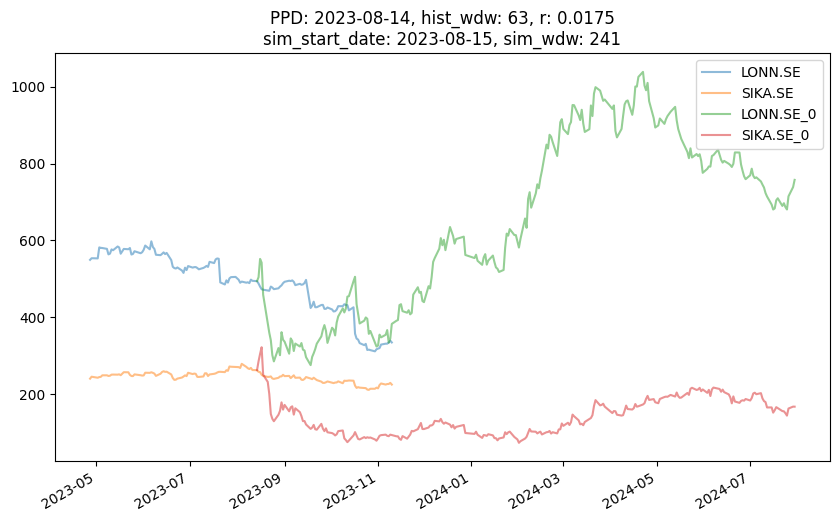 PPD: 2023-08-14, hist_wdw: 63, r: 0.0175
sim_start_date: 2023-08-15, sim_wdw: 241
LONN.SE
SIKA.SE
LONN.SE_0
SIKA.SE_0
1000
800
600
400
200
2023-05
2023-07
2023-09
2023-11
2024-01
2024-03
2024-05
2024-07